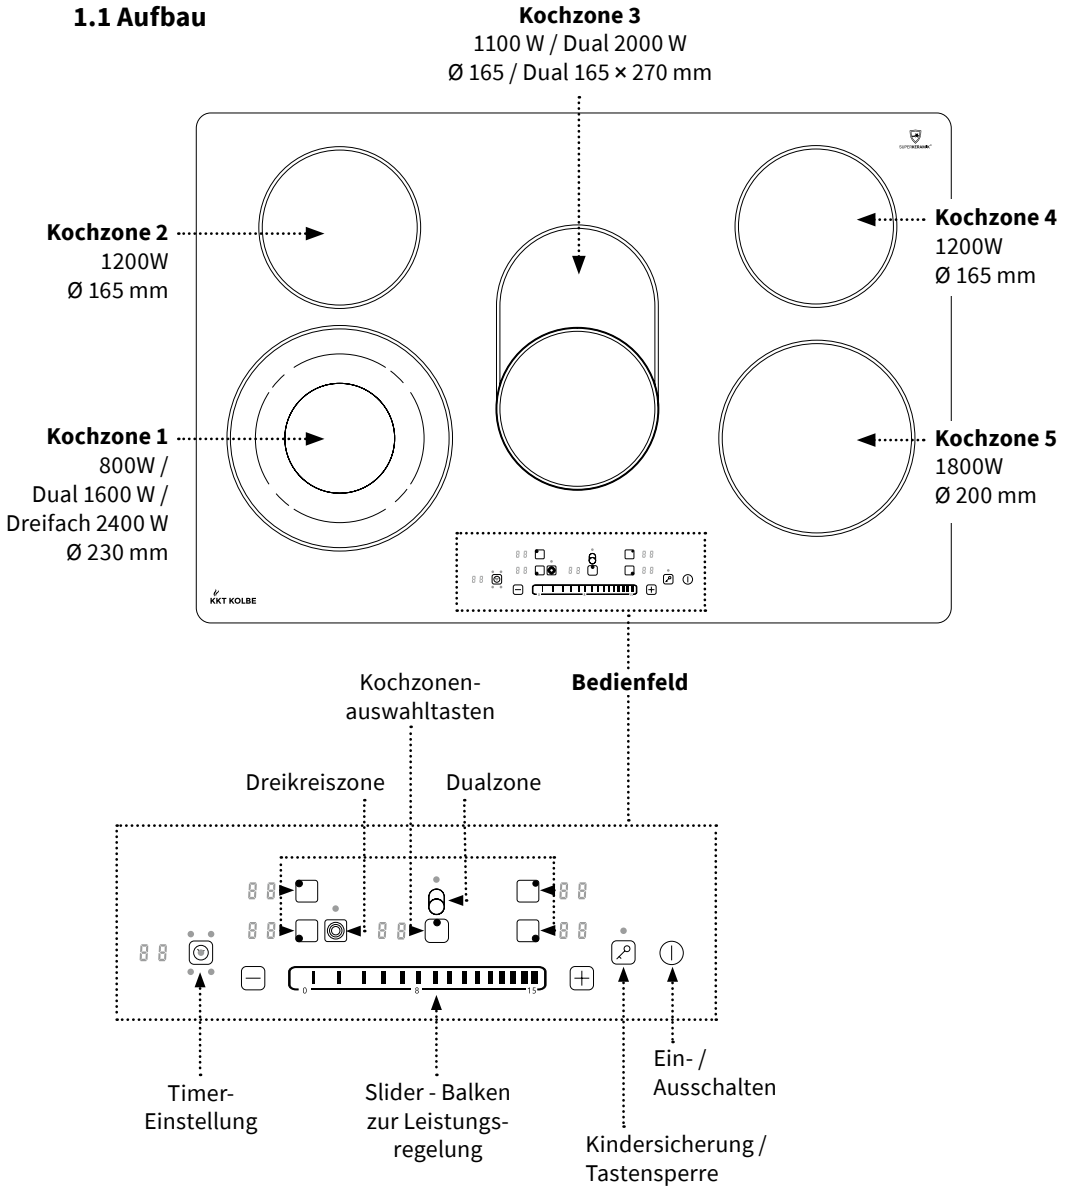 1.1 Aufbau
Kochzone 3
1100 W / Dual 2000 W
Ø 165 / Dual 165 × 270 mm
SUPERKERAMIK
Kochzone 2
1200W
Ø 165 mm
Kochzone 4
1200W
Ø 165 mm
Kochzone 1
800W /
Dual 1600 W /
Dreifach 2400 W
Ø 230 mm
Kochzone 5
1800W
Ø 200 mm
KKT KOLBE
Kochzonen-
auswahltasten
Bedienfeld
Dreikreiszone
Dualzone
8 8
8 8
8 8
8 8
8 8
8 8
0 8 15
Timer-
Einstellung
Slider - Balken
zur Leistungs-
regelung
Ein- /
Ausschalten
Kindersicherung /
Tastensperre